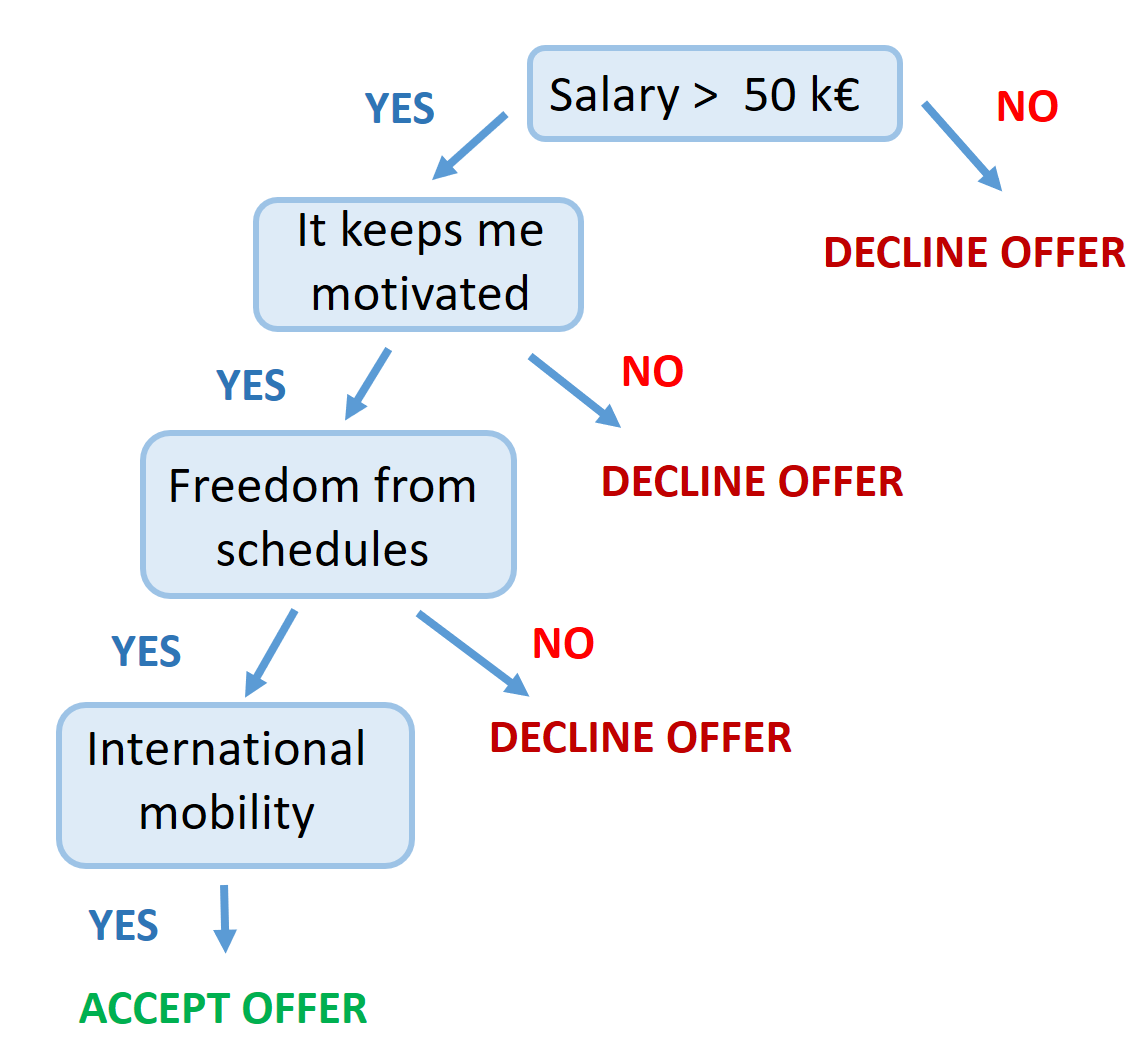 Salary >  50 k€
YES
NO
It keeps me
motivated
DECLINE OFFER
YES
NO
Freedom from
schedules
DECLINE OFFER
YES
NO
International
mobility
DECLINE OFFER
YES
ACCEPT OFFER